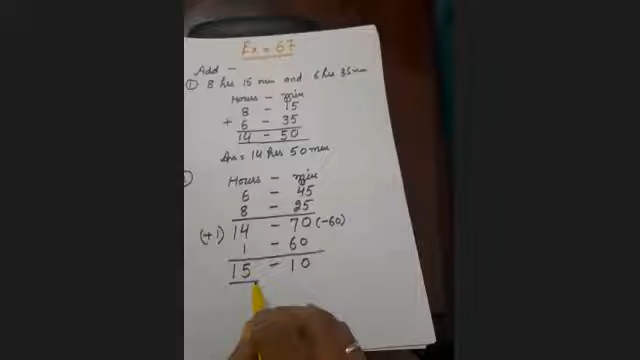 Ex = 67
Add -
① 8 hrs 15 min and 6 hrs 35 min
Hours - min
8 - 15
+ 6 - 35
14 - 50
Ans = 14 hrs 50 min
Hours - min
6 - 45
8 - 25
(+1) 14 - 70 (-60)
1 - 60
15 - 10